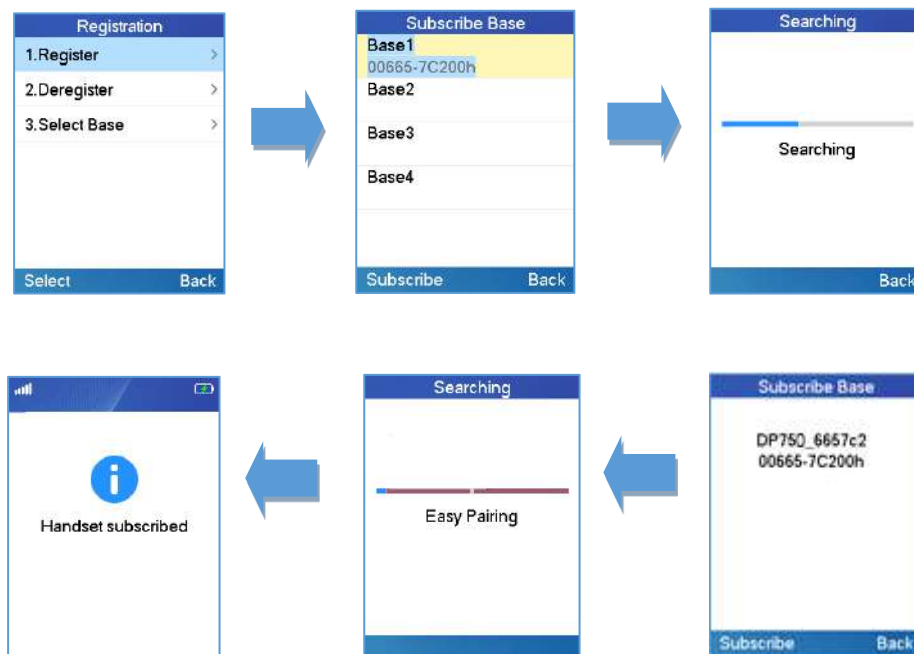 Registration
1.Register
2.Deregister
3.Select Base
Select Back
Subscribe Base
Base1
00665-7C200h
Base2
Base3
Base4
Subscribe Back
Searching
Searching
Back
Handset subscribed
Searching
Easy Pairing
Subscribe Base
DP750_6657c2
00665-7C200h
Subscribe Back